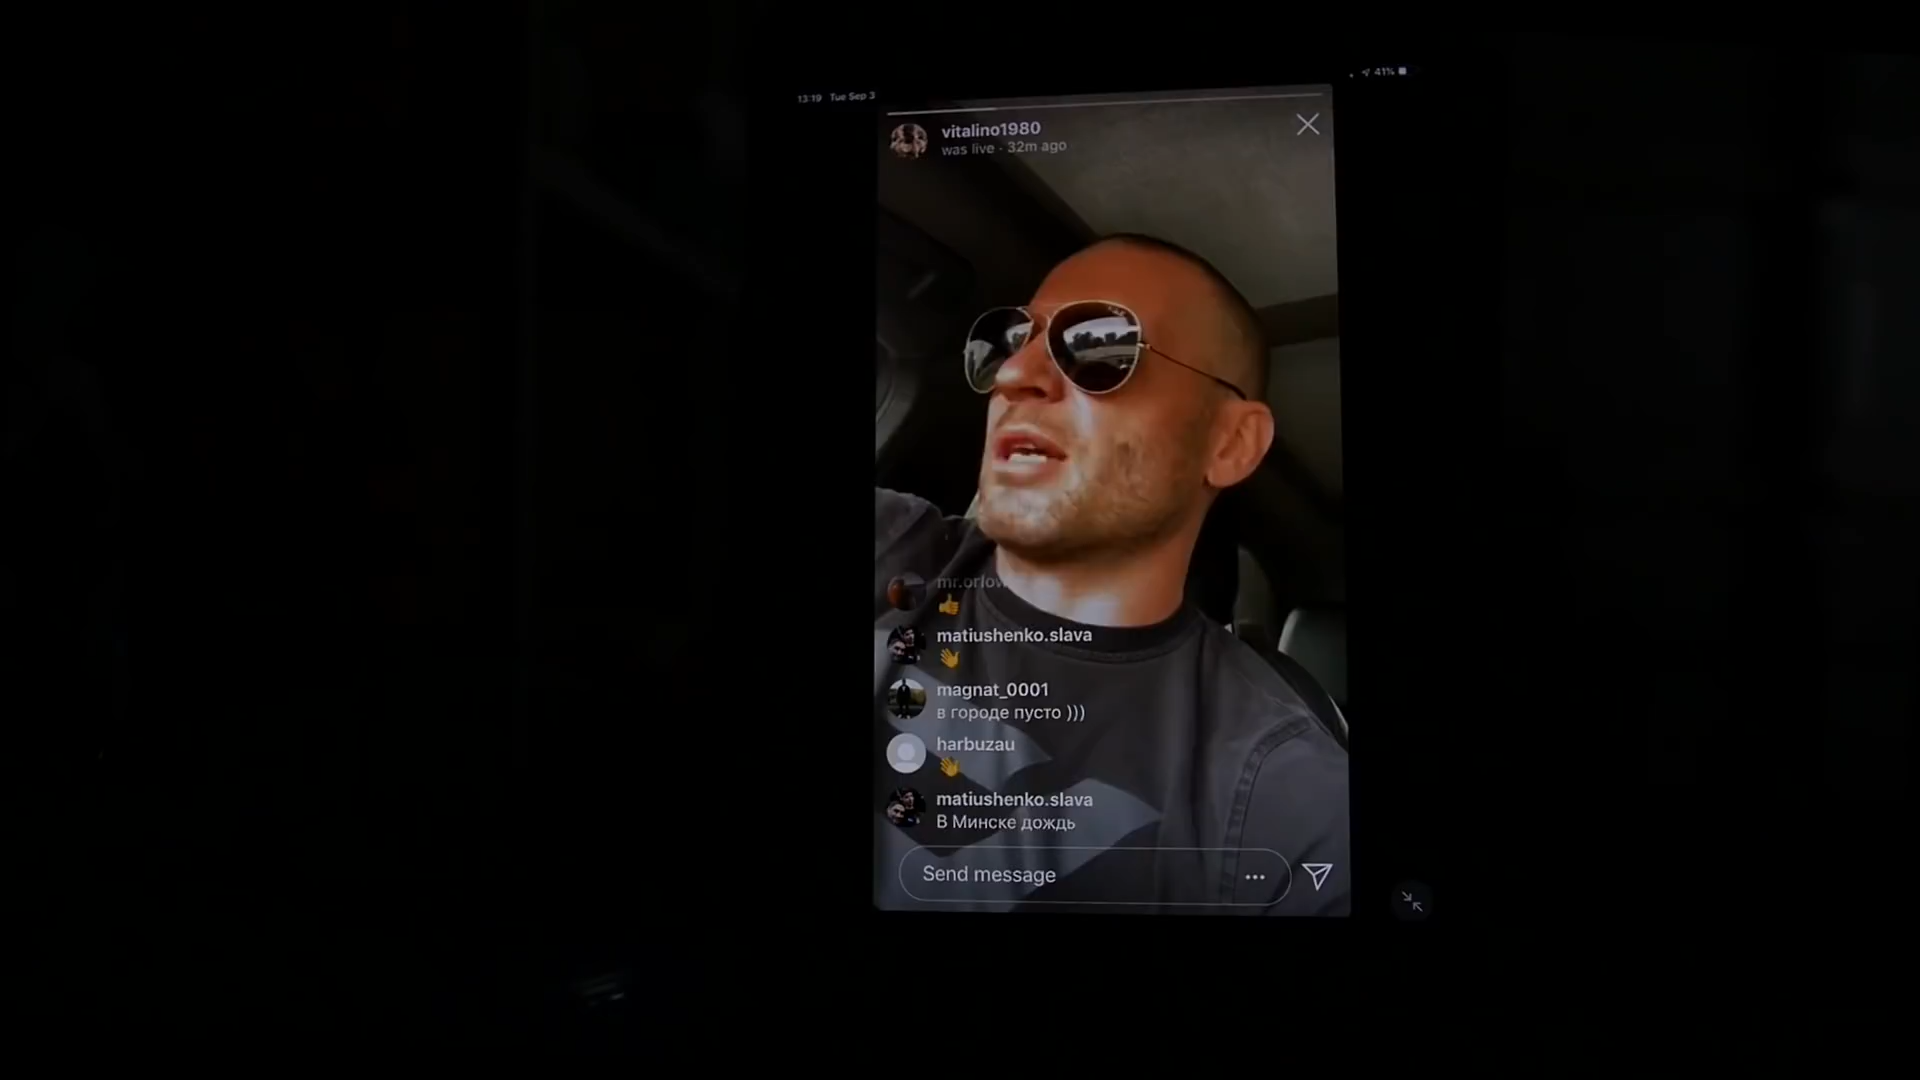 13:19 Tue Sep 3
41%
vitalino1980
was live · 32m ago
mr.orlov
👍
matiushenko.slava
👋
magnat_0001
в городе пусто )))
harbuzau
👋
matiushenko.slava
В Минске дождь
Send message